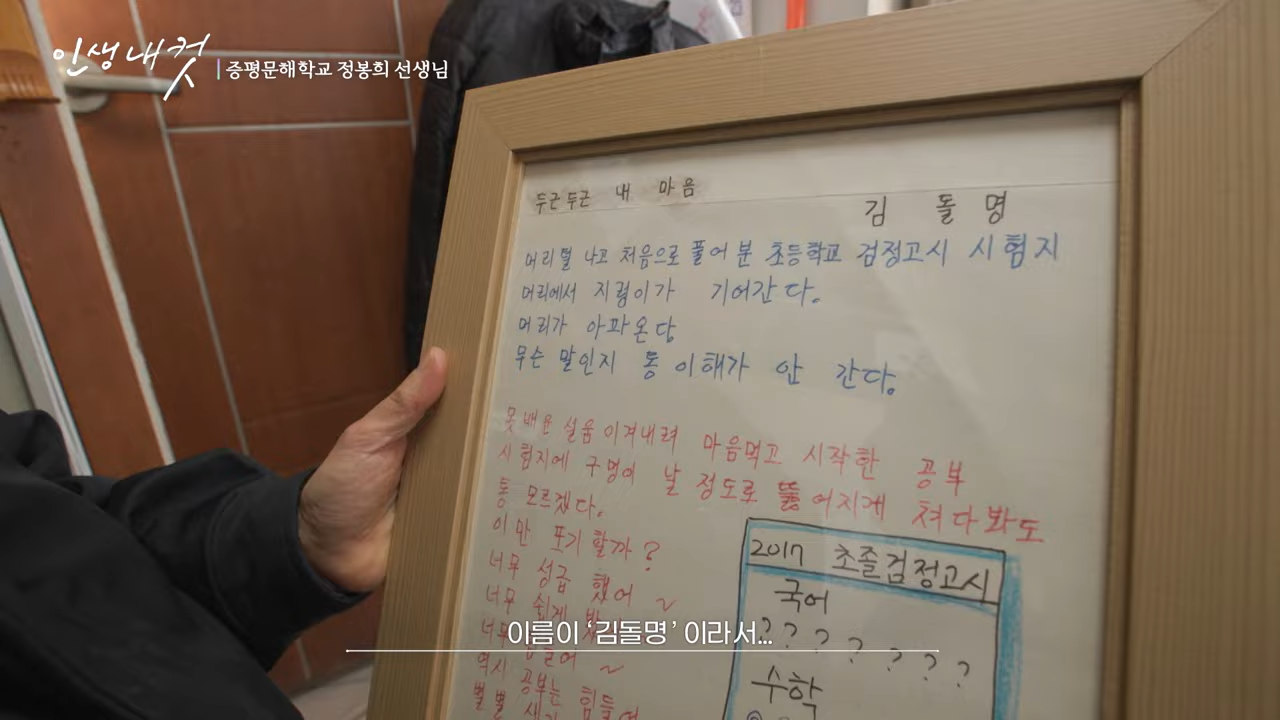 인생내컷
증평문해학교 정봉희 선생님
두근두근 내 마음
김돌명
머리털 나고 처음으로 풀어 본 초등학교 검정고시 시험지
머리에서 지렁이가 기어간다.
머리가 아파온다
무슨 말인지 통 이해가 안 간다.
못 배운 설움 이겨내려 마음먹고 시작한 공부
시험지에 구멍이 날 정도로 뚫어지게 쳐다봐도
통 모르겠다.
이만 포기할까?
너무 성급했어~
너무 쉽게
너무
역시 공부는 힘들어
별별
2017 초졸검정고시
국어
? ? ? ? ? ? ?
수학
이름이 ‘김돌명’ 이라서...